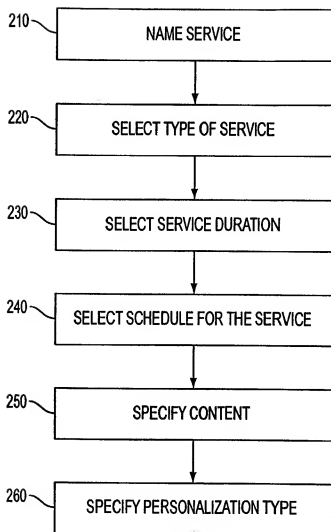 210
NAME SERVICE
220
SELECT TYPE OF SERVICE
230
SELECT SERVICE DURATION
240
SELECT SCHEDULE FOR THE SERVICE
250
SPECIFY CONTENT
260
SPECIFY PERSONALIZATION TYPE